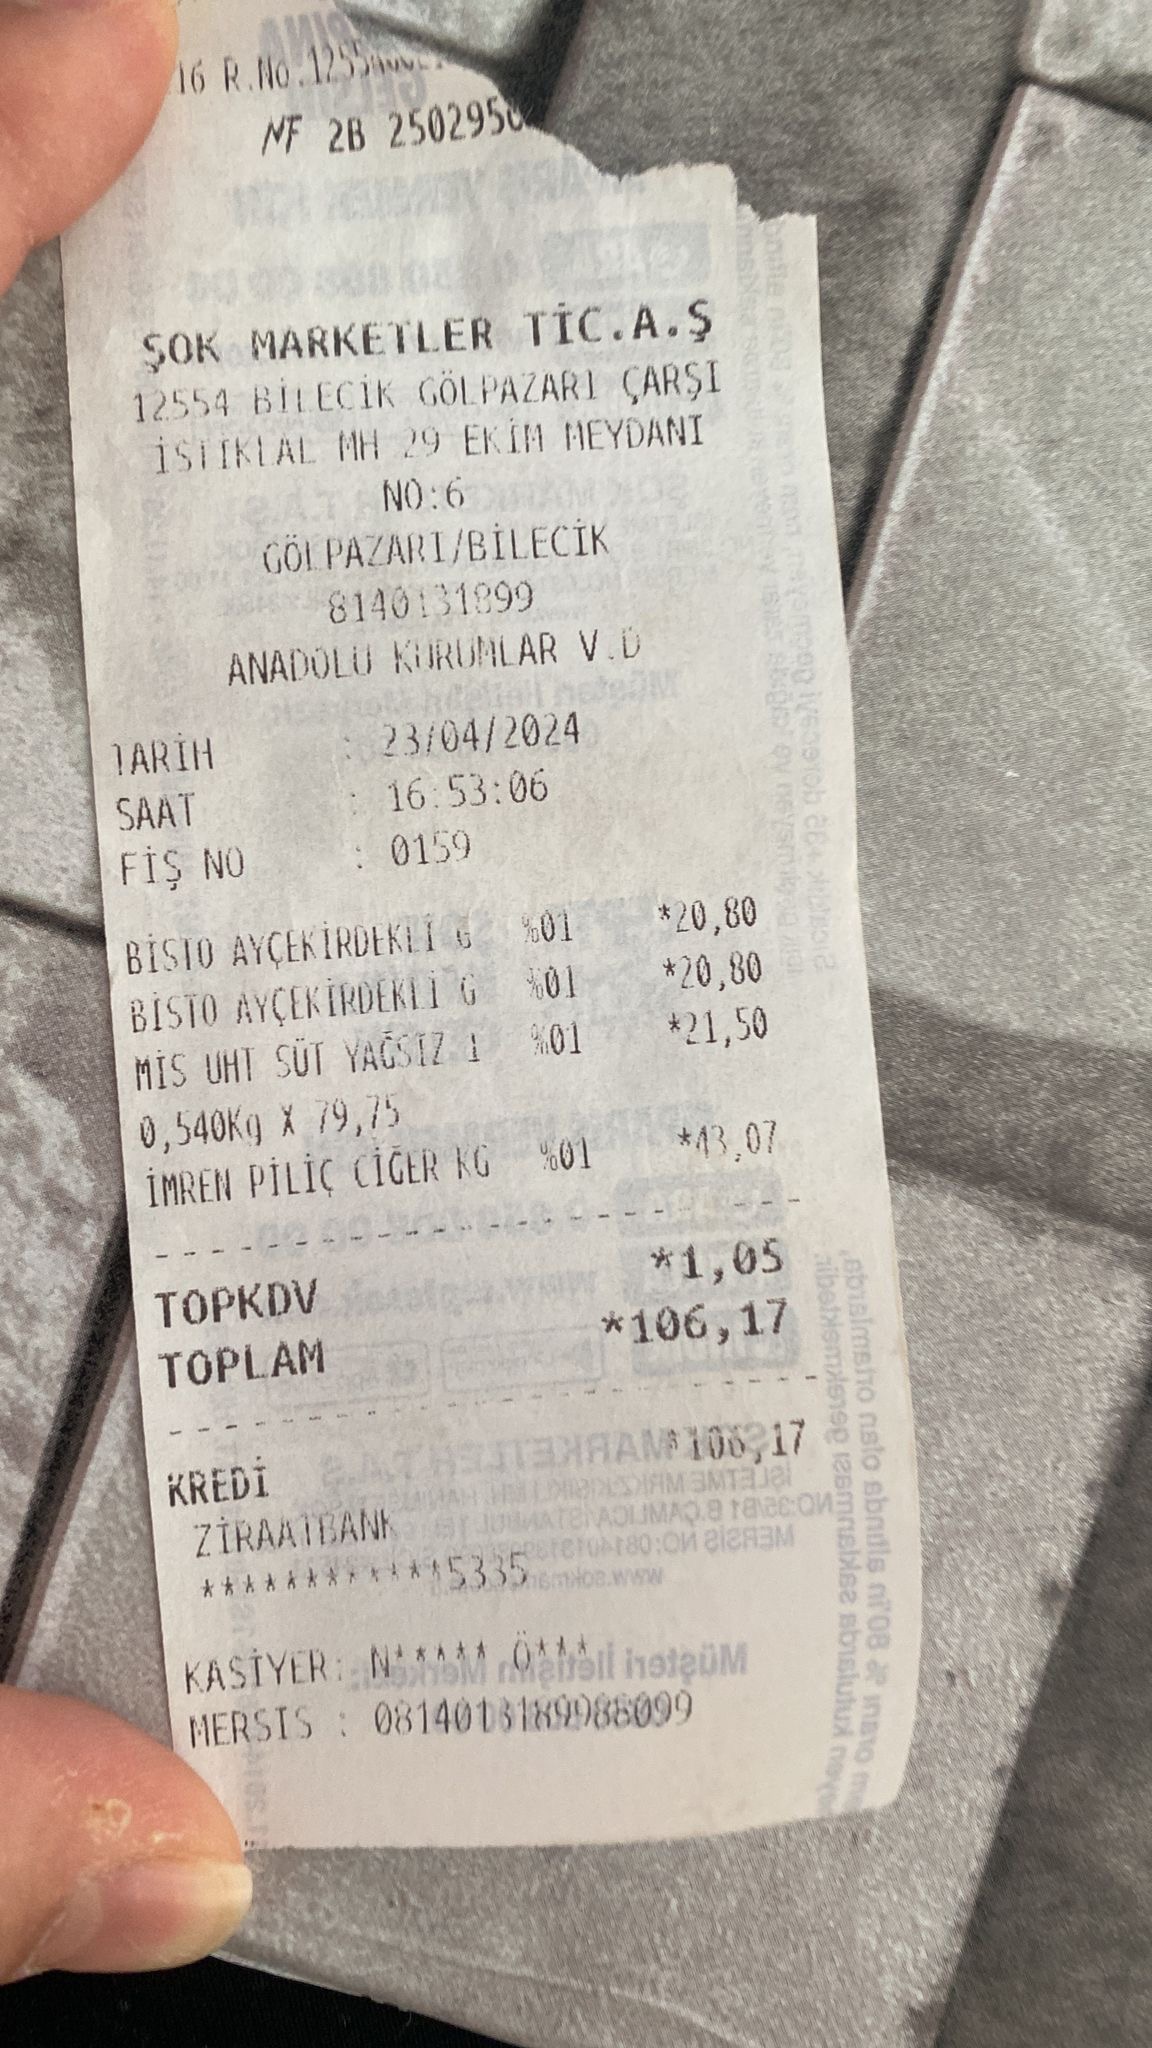 16 R.No.
NF 2B 250295
ŞOK MARKETLER TİC.A.Ş
12554 BİLECİK GÖLPAZARI ÇARŞI
İSTİKLAL MH 29 EKİM MEYDANI
NO:6
GÖLPAZARI/BİLECİK
8140131899
ANADOLU KURUMLAR V.D
TARİH : 23/04/2024
SAAT : 16:53:06
FİŞ NO : 0159
BİSTO AYÇEKİRDEKLİ G %01 *20,80
BİSTO AYÇEKİRDEKLİ G %01 *20,80
MİS UHT SÜT YAĞSIZ 1 %01 *21,50
0,540Kg X 79,75
İMREN PİLİÇ CİĞER KG %01 *43,07
TOPKDV *1,05
TOPLAM *106,17
KREDİ *106,17
ZİRAATBANK
************5335
KASİYER: N***** Ö***
MERSİS : 0814013189988099